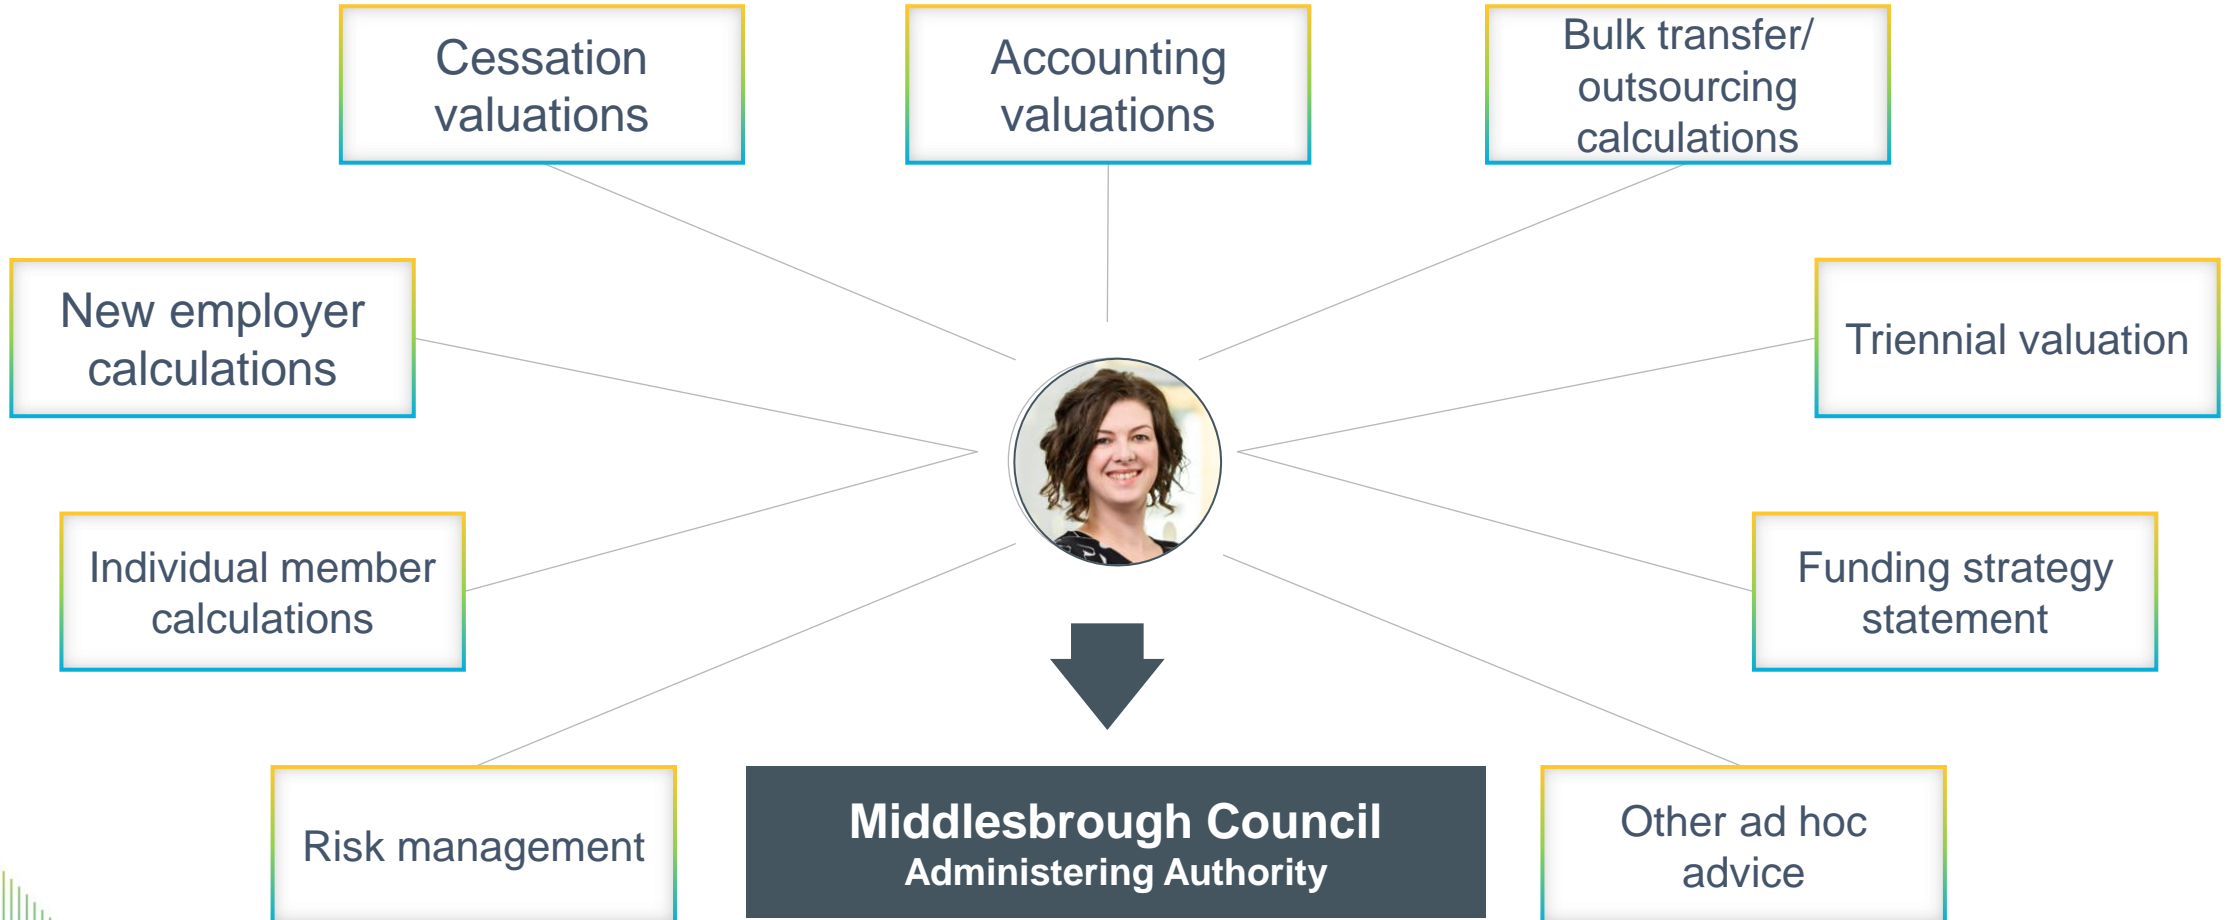 Cessation
valuations
Accounting
valuations
Bulk transfer/
outsourcing
calculations
New employer
calculations
Triennial valuation
Individual member
calculations
Funding strategy
statement
Risk management
Middlesbrough Council
Administering Authority
Other ad hoc
advice